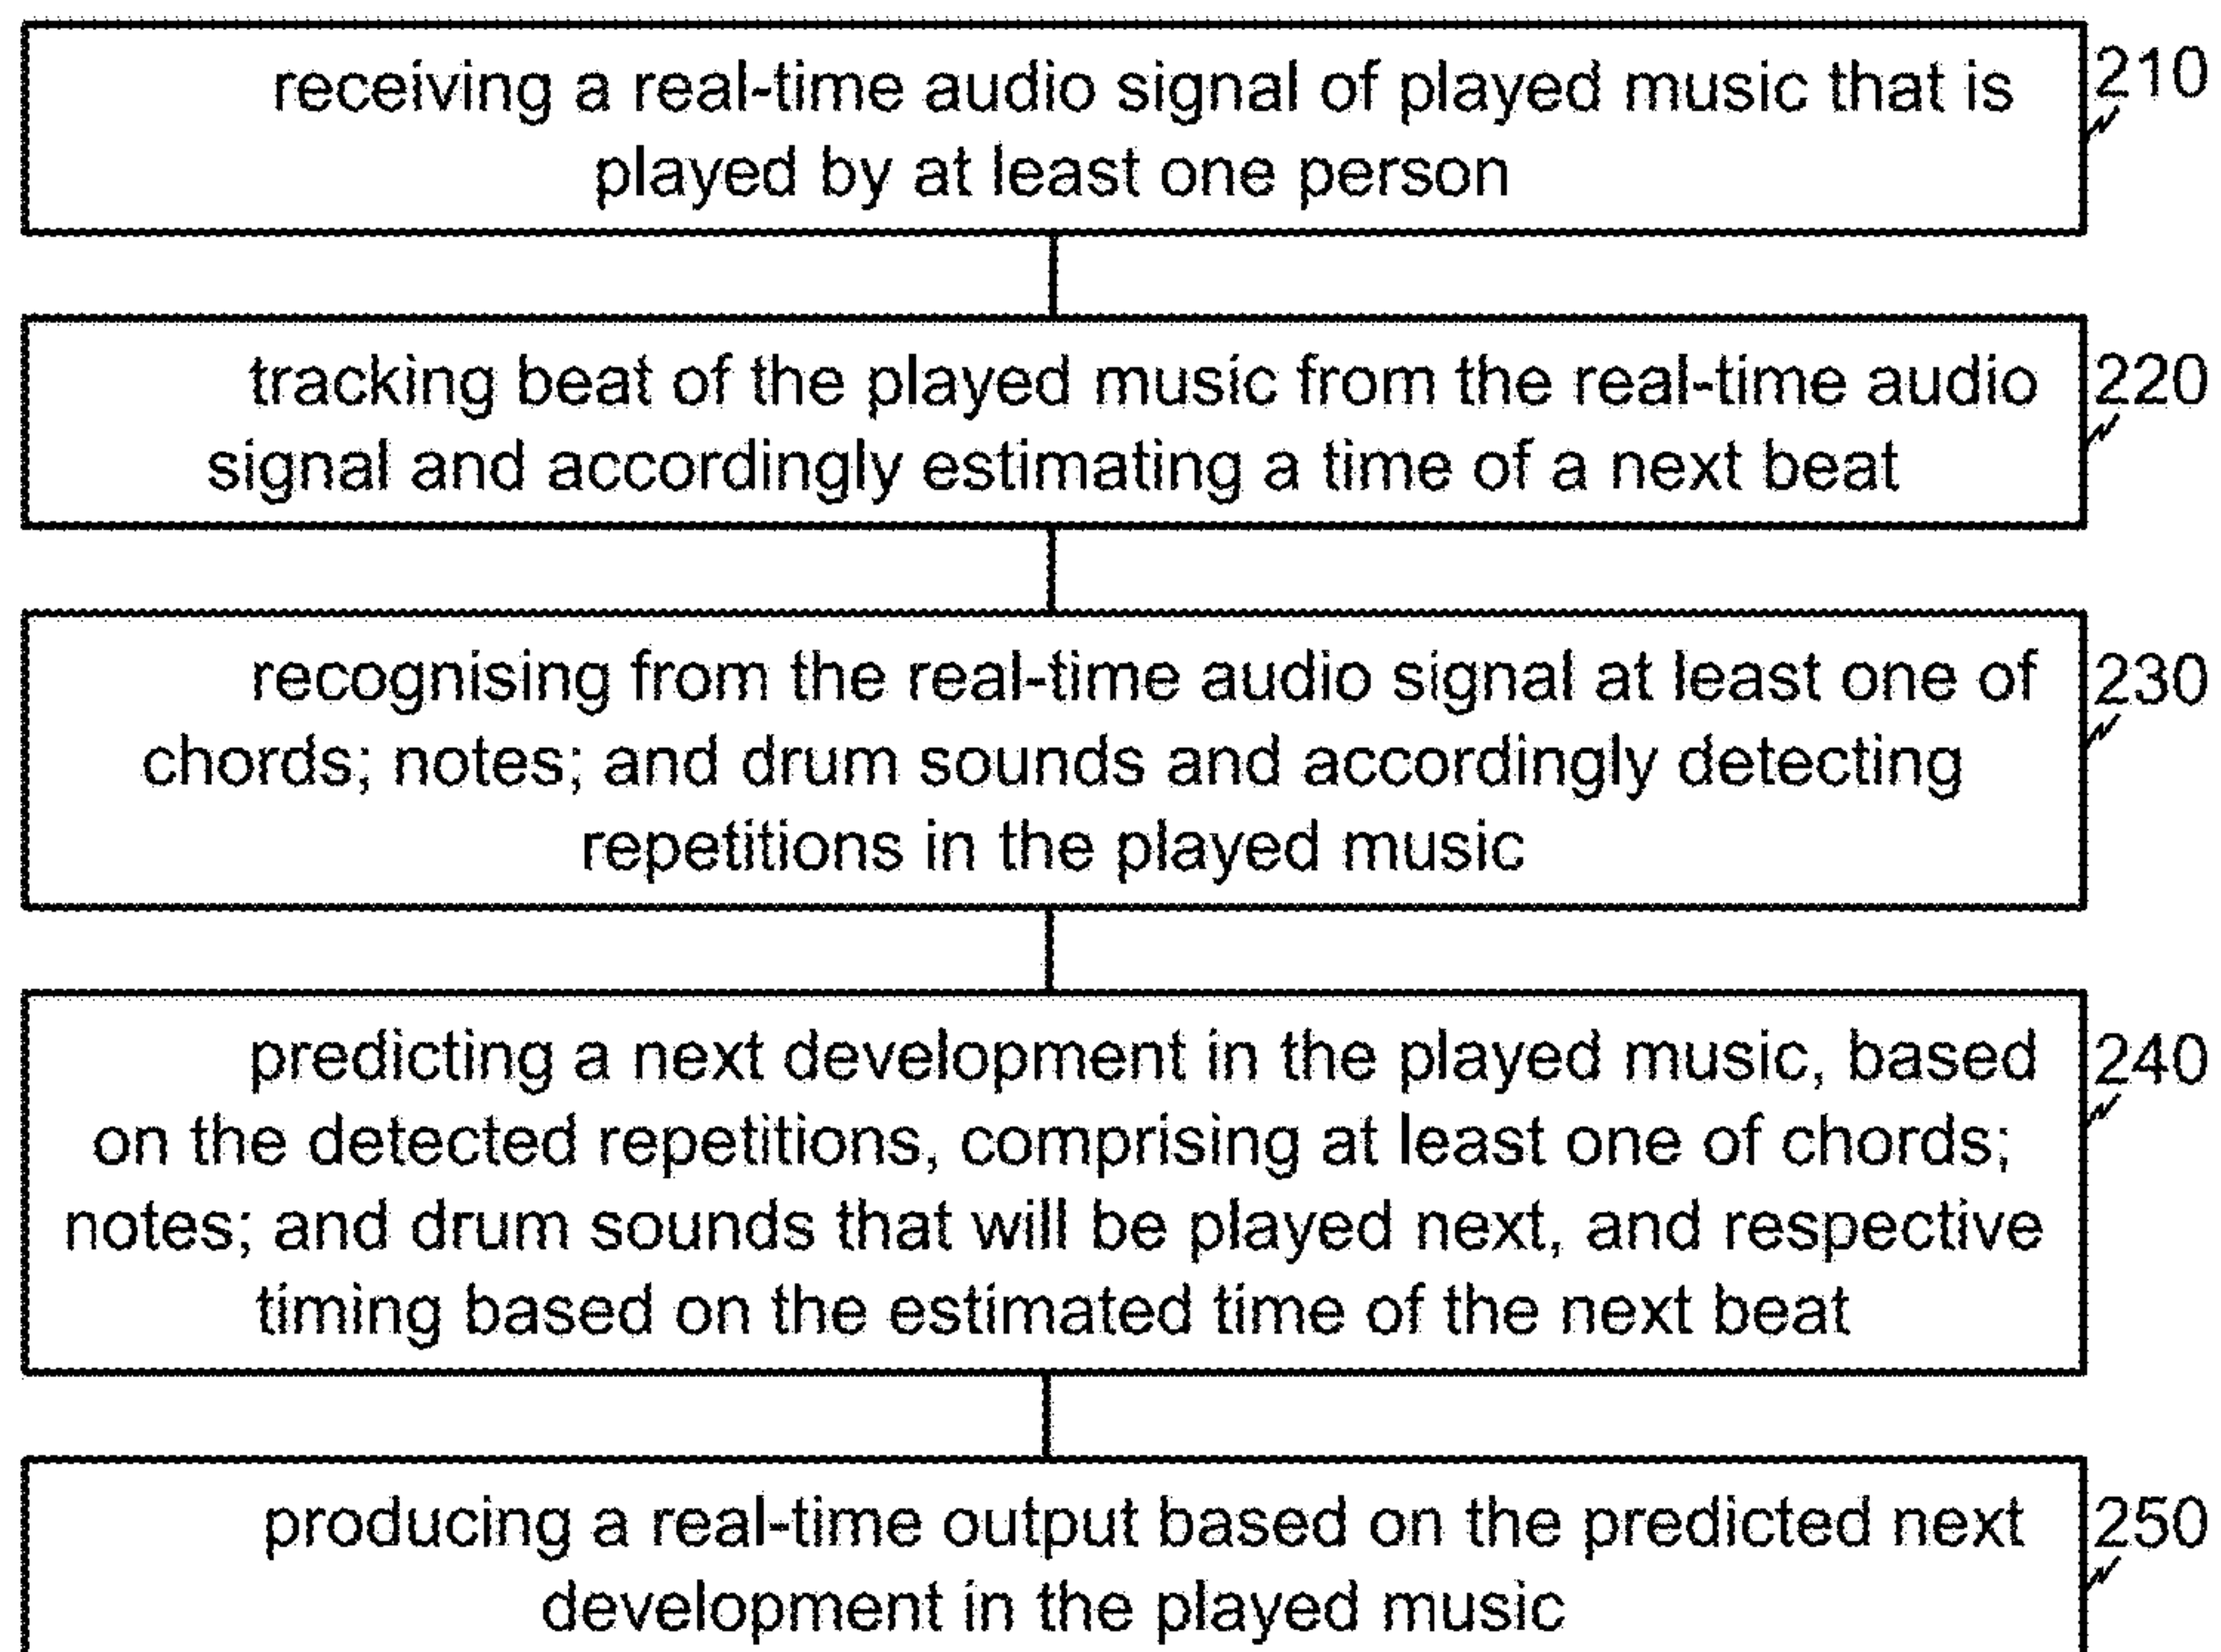 receiving a real-time audio signal of played music that is
played by at least one person
210
tracking beat of the played music from the real-time audio
signal and accordingly estimating a time of a next beat
220
recognising from the real-time audio signal at least one of
chords; notes; and drum sounds and accordingly detecting
repetitions in the played music
230
predicting a next development in the played music, based
on the detected repetitions, comprising at least one of chords;
notes; and drum sounds that will be played next, and respective
timing based on the estimated time of the next beat
240
producing a real-time output based on the predicted next
development in the played music
250